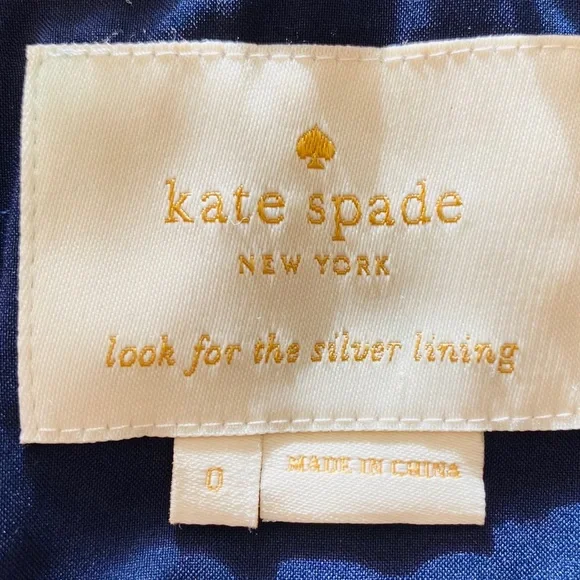 kate spade
NEW YORK
look for the silver lining
0
MADE IN CHINA